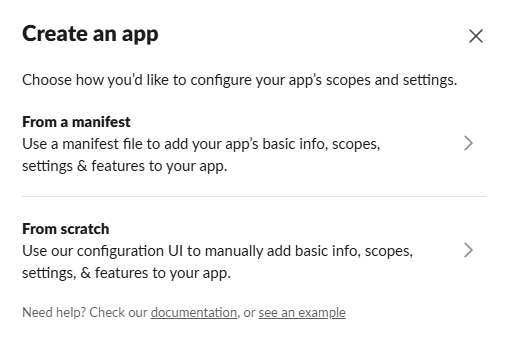 Create an app
Choose how you'd like to configure your app's scopes and settings.
From a manifest
Use a manifest file to add your app's basic info, scopes,
settings & features to your app.
From scratch
Use our configuration UI to manually add basic info, scopes,
settings, & features to your app.
Need help? Check our documentation, or see an example